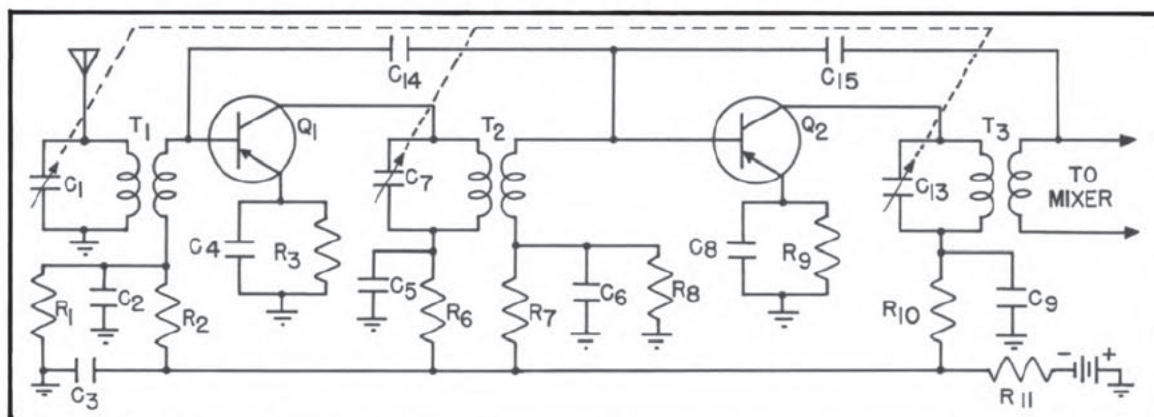 C14
C15
T1
Q1
T2
Q2
T3
C1
C7
C13
TO
MIXER
C4
R3
C8
R9
R1
C2
R2
C5
R6
R7
C6
R8
R10
C9
C3
R11
- +